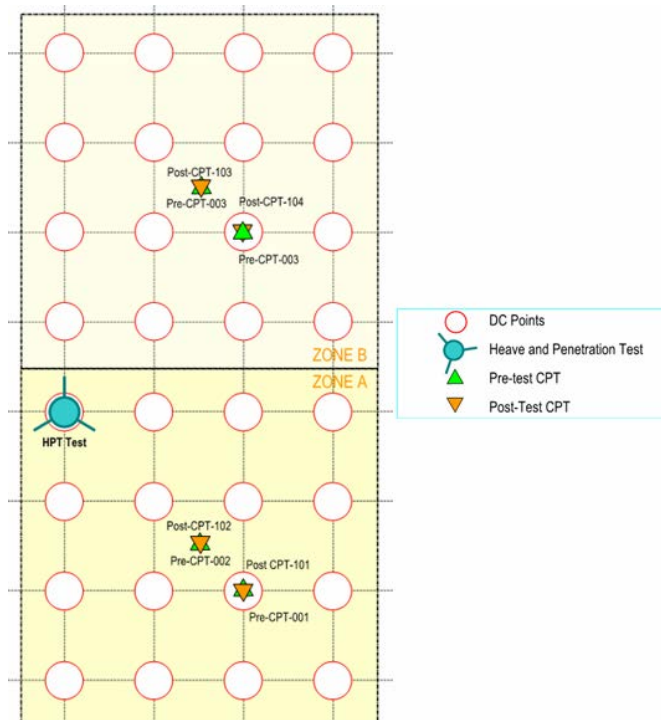 Post-CPT-103
Pre-CPT-003
Post-CPT-104
Pre-CPT-003
ZONE B
ZONE A
HPT Test
Post-CPT-102
Pre-CPT-002
Post CPT-101
Pre-CPT-001
DC Points
Heave and Penetration Test
Pre-test CPT
Post-Test CPT